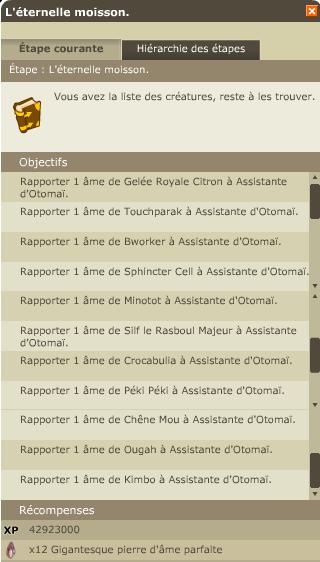 L'éternelle moisson.
Étape courante
Hiérarchie des étapes
Étape : L'éternelle moisson.
Vous avez la liste des créatures, reste à les trouver.
Objectifs
Rapporter 1 âme de Gelée Royale Citron à Assistante
d'Otomaï.
Rapporter 1 âme de Touchparak à Assistante d'Otomaï.
Rapporter 1 âme de Bworker à Assistante d'Otomaï.
Rapporter 1 âme de Sphincter Cell à Assistante d'Otomaï.
Rapporter 1 âme de Minotot à Assistante d'Otomaï.
Rapporter 1 âme de Silf le Rasboul Majeur à Assistante
d'Otomaï.
Rapporter 1 âme de Crocabulia à Assistante d'Otomaï.
Rapporter 1 âme de Péki Péki à Assistante d'Otomaï.
Rapporter 1 âme de Chêne Mou à Assistante d'Otomaï.
Rapporter 1 âme de Ougah à Assistante d'Otomaï.
Rapporter 1 âme de Kimbo à Assistante d'Otomaï.
Récompenses
XP 42923000
x12 Gigantesque pierre d'âme parfaite